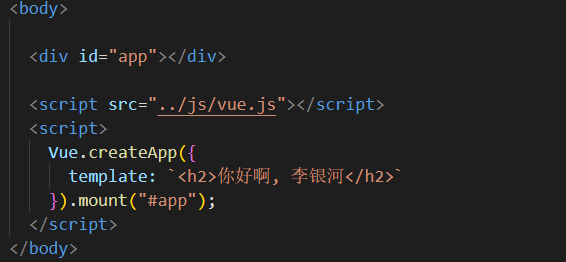 <body>
<div id="app"></div>
<script src="../js/vue.js"></script>
<script>
Vue.createApp({
template: `<h2>你好啊, 李银河</h2>`
}).mount("#app");
</script>
</body>